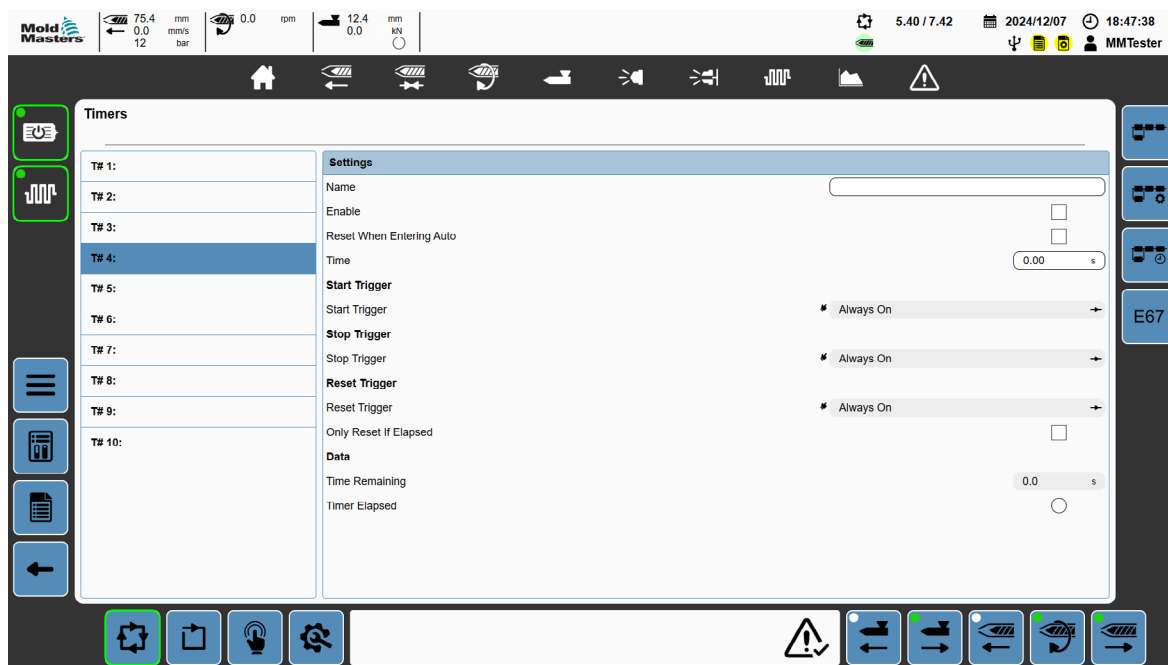 Mold
Masters
75.4 mm
0.0 mm/s
12 bar
0.0 rpm
12.4 mm
0.0 kN
5.40 / 7.42
2024/12/07
18:47:38
MMTester
Timers
T# 1:
T# 2:
T# 3:
T# 4:
T# 5:
T# 6:
T# 7:
T# 8:
T# 9:
T# 10:
Settings
Name
Enable
Reset When Entering Auto
Time 0.00 s
Start Trigger
Start Trigger Always On
Stop Trigger
Stop Trigger Always On
Reset Trigger
Reset Trigger Always On
Only Reset If Elapsed
Data
Time Remaining 0.0 s
Timer Elapsed
E67